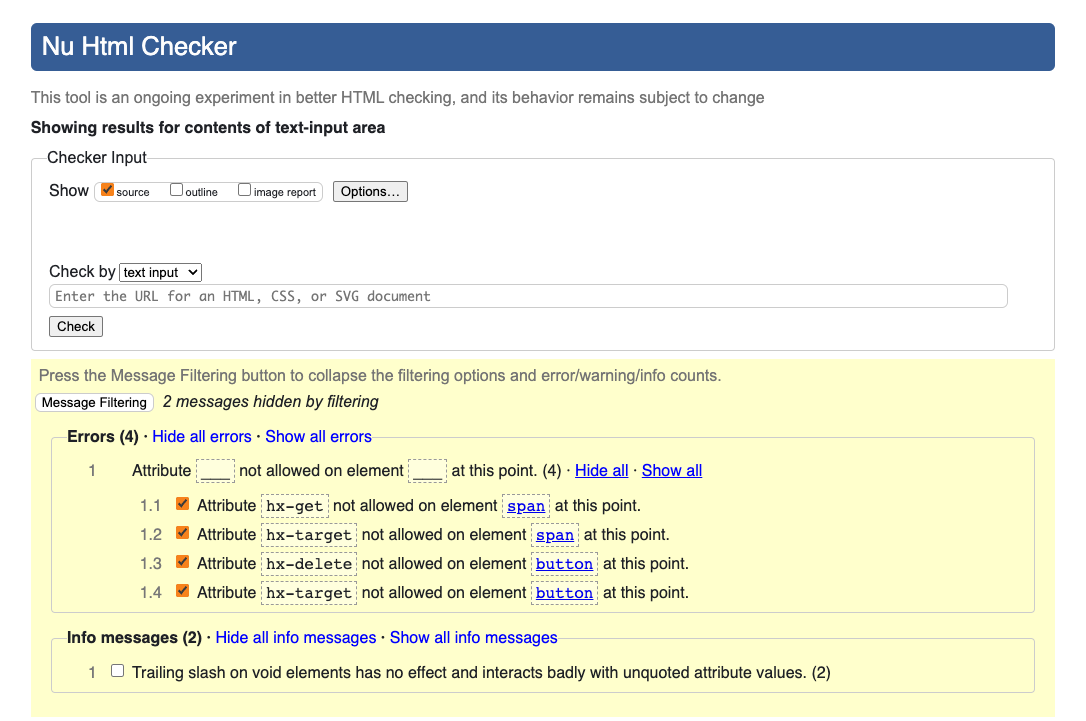 Nu Html Checker
This tool is an ongoing experiment in better HTML checking, and its behavior remains subject to change
Showing results for contents of text-input area
Checker Input
Show source outline image report Options...
Check by text input
Enter the URL for an HTML, CSS, or SVG document
Check
Press the Message Filtering button to collapse the filtering options and error/warning/info counts.
Message Filtering 2 messages hidden by filtering
Errors (4) · Hide all errors · Show all errors
1 Attribute ____ not allowed on element ____ at this point. (4) · Hide all · Show all
1.1 Attribute hx-get not allowed on element span at this point.
1.2 Attribute hx-target not allowed on element span at this point.
1.3 Attribute hx-delete not allowed on element button at this point.
1.4 Attribute hx-target not allowed on element button at this point.
Info messages (2) · Hide all info messages · Show all info messages
1 Trailing slash on void elements has no effect and interacts badly with unquoted attribute values. (2)